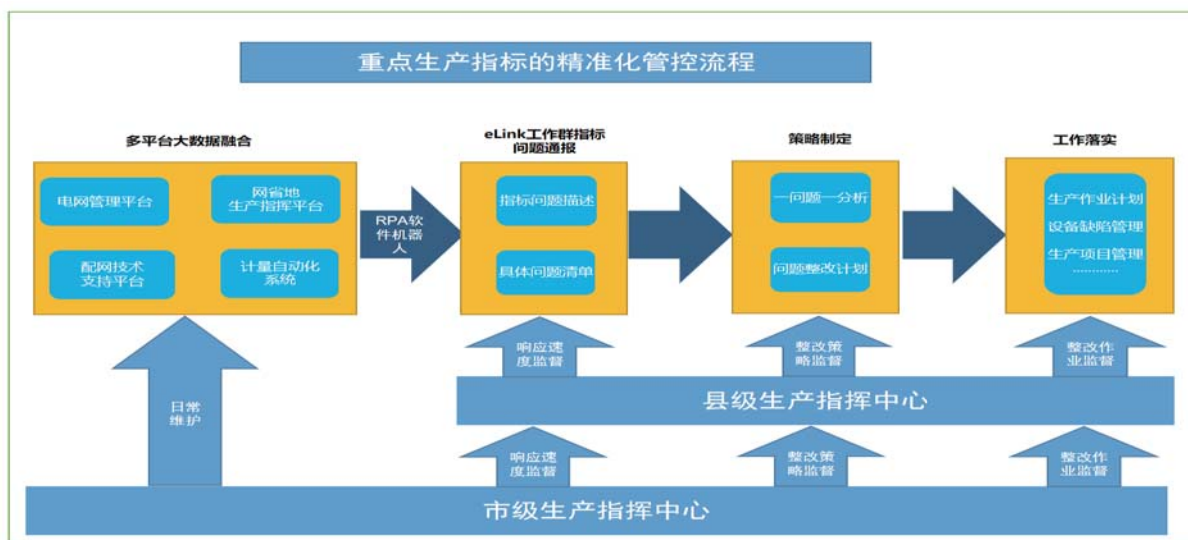 重点生产指标的精准化管控流程
多平台大数据融合
电网管理平台
网省地
生产指挥平台
配网技术
支持平台
计量自动化
系统
RPA软
件机器
人
eLink工作群指标
问题通报
指标问题描述
具体问题清单
策略制定
一问题一分析
问题整改计划
工作落实
生产作业计划
设备缺陷管理
生产项目管理
............
日常
维护
响应速
度监督
整改策
略监督
整改作
业监督
县级生产指挥中心
响应速
度监督
整改策
略监督
整改作
业监督
市级生产指挥中心